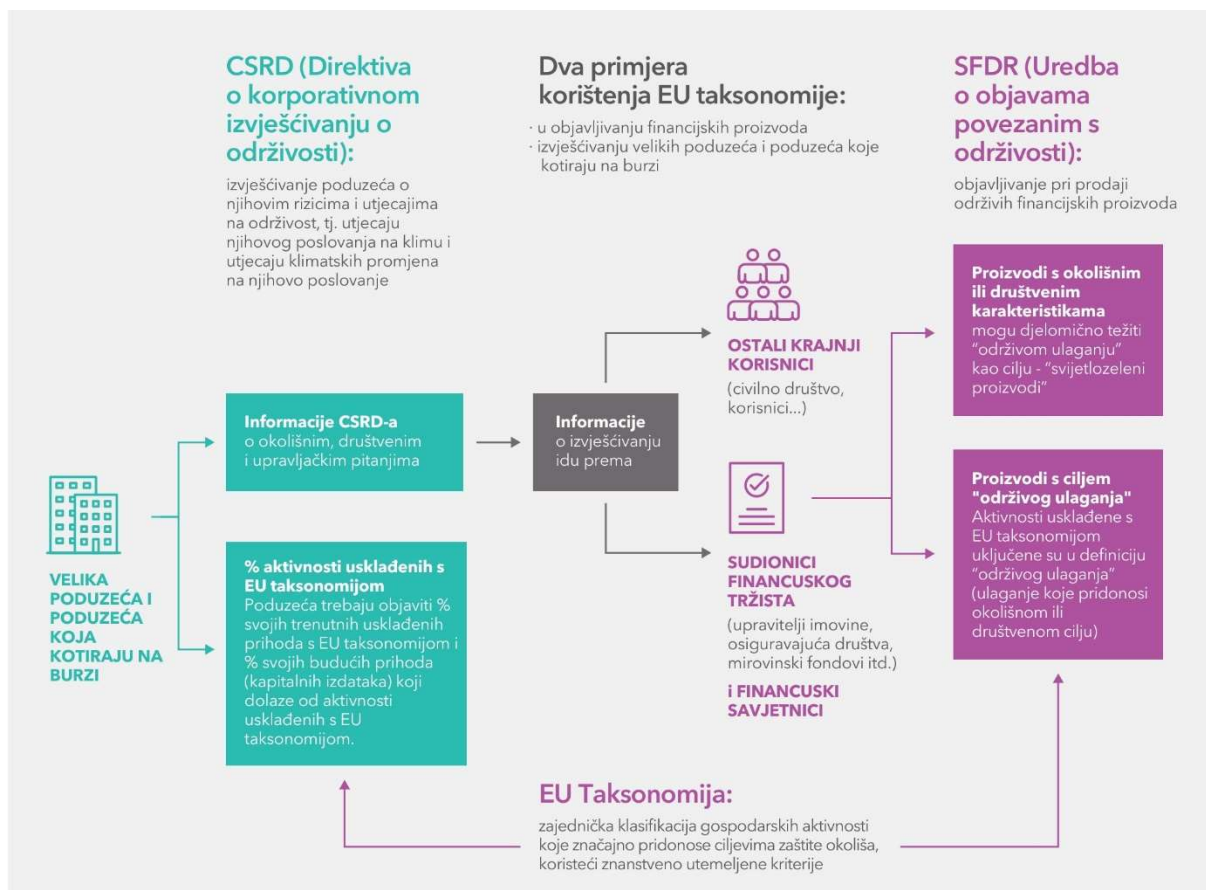 CSRD (Direktiva
o korporativnom
izvješćivanju o
održivosti):
izvješćivanje poduzeća o
njihovim rizicima i utjecajima
na održivost, tj. utjecaju
njihovog poslovanja na klimu i
utjecaju klimatskih promjena
na njihovo poslovanje
Dva primjera
korištenja EU taksonomije:
· u objavljivanju financijskih proizvoda
· izvješćivanju velikih poduzeća i poduzeća koje
kotiraju na burzi
SFDR (Uredba
o objavama
povezanim s
održivosti):
objavljivanje pri prodaji
održivih financijskih proizvoda
VELIKA
PODUZEĆA I
PODUZEĆA
KOJA
KOTIRAJU NA
BURZI
Informacije CSRD-a
o okolišnim, društvenim
i upravljačkim pitanjima
% aktivnosti usklađenih s
EU taksonomijom
Poduzeća trebaju objaviti %
svojih trenutnih usklađenih
prihoda s EU taksonomijom i
% svojih budućih prihoda
(kapitalnih izdataka) koji
dolaze od aktivnosti
usklađenih s EU
taksonomijom.
Informacije
o izvješćivanju
idu prema
OSTALI KRAJNJI
KORISNICI
(civilno društvo,
korisnici...)
SUDIONICI
FINANCUSKOG
TRŽISTA
(upravitelji imovine,
osiguravajuća društva,
mirovinski fondovi itd.)
i FINANCUSKI
SAVJETNICI
Proizvodi s okolišnim
ili društvenim
karakteristikama
mogu djelomično težiti
“održivom ulaganju”
kao cilju - “svijetlozeleni
proizvodi”
Proizvodi s ciljem
"održivog ulaganja"
Aktivnosti usklađene s
EU taksonomijom
uključene su u definiciju
“održivog ulaganja”
(ulaganje koje pridonosi
okolišnom ili
društvenom cilju)
EU Taksonomija:
zajednička klasifikacija gospodarskih aktivnosti
koje značajno pridonose ciljevima zaštite okoliša,
koristeći znanstveno utemeljene kriterije